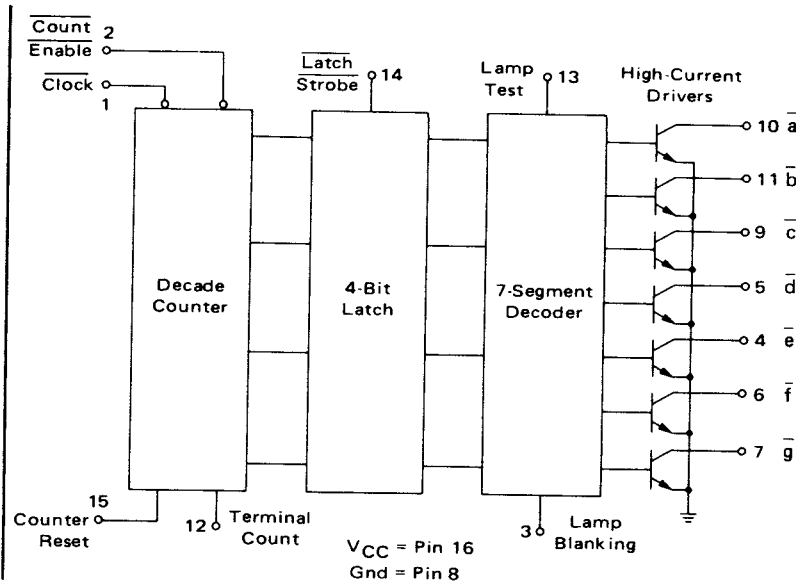 Count 2
Enable
Clock
1
Latch
Strobe 14
Lamp
Test 13
High-Current
Drivers
10 a
11 b
9 c
5 d
4 e
6 f
7 g
Decade
Counter
4-Bit
Latch
7-Segment
Decoder
15
Counter
Reset
12 Terminal
Count
3 Lamp
Blanking
VCC = Pin 16
Gnd = Pin 8